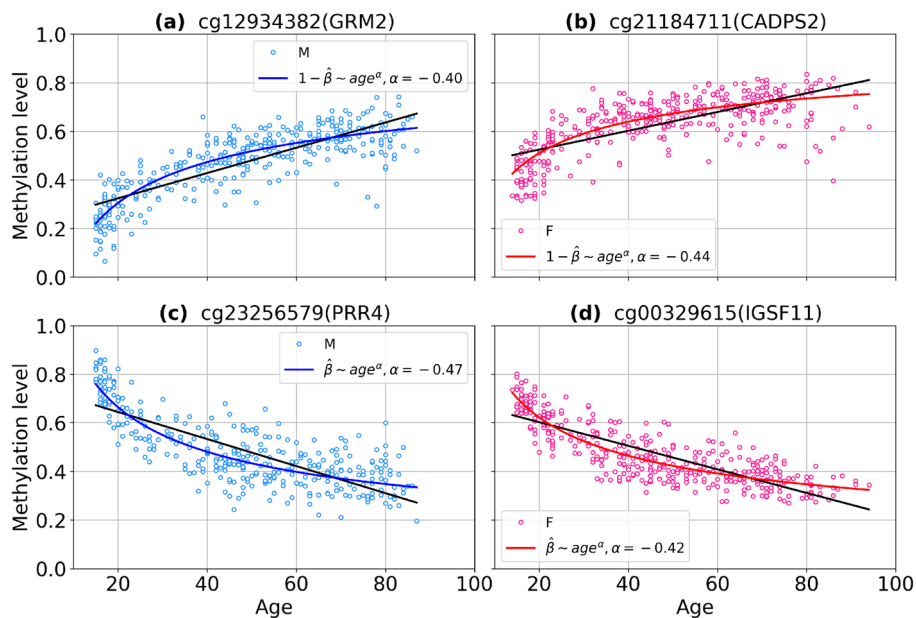 (a) cg12934382(GRM2)
(b) cg21184711(CADPS2)
Methylation level
1.0
0.8
0.6
0.4
0.2
0.0
M
1 − β̂ ~ age^α, α = − 0.40
F
1 − β̂ ~ age^α, α = − 0.44
(c) cg23256579(PRR4)
(d) cg00329615(IGSF11)
Methylation level
1.0
0.8
0.6
0.4
0.2
0.0
M
β̂ ~ age^α, α = − 0.47
F
β̂ ~ age^α, α = − 0.42
20 40 60 80 100
20 40 60 80 100
Age
Age